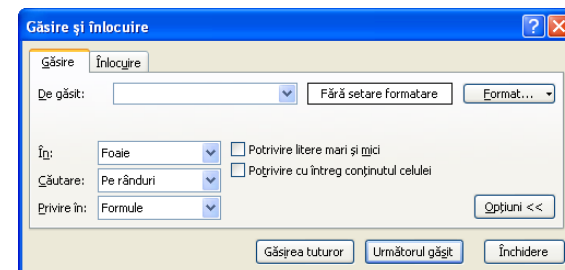 Găsire și înlocuire
Găsire Înlocuire
De găsit: Fără setare formatare Format...
În: Foaie Potrivire litere mari și mici
Căutare: Pe rânduri Potrivire cu întreg conținutul celulei
Privire în: Formule Opțiuni <<
Găsirea tuturor Următorul găsit Închidere